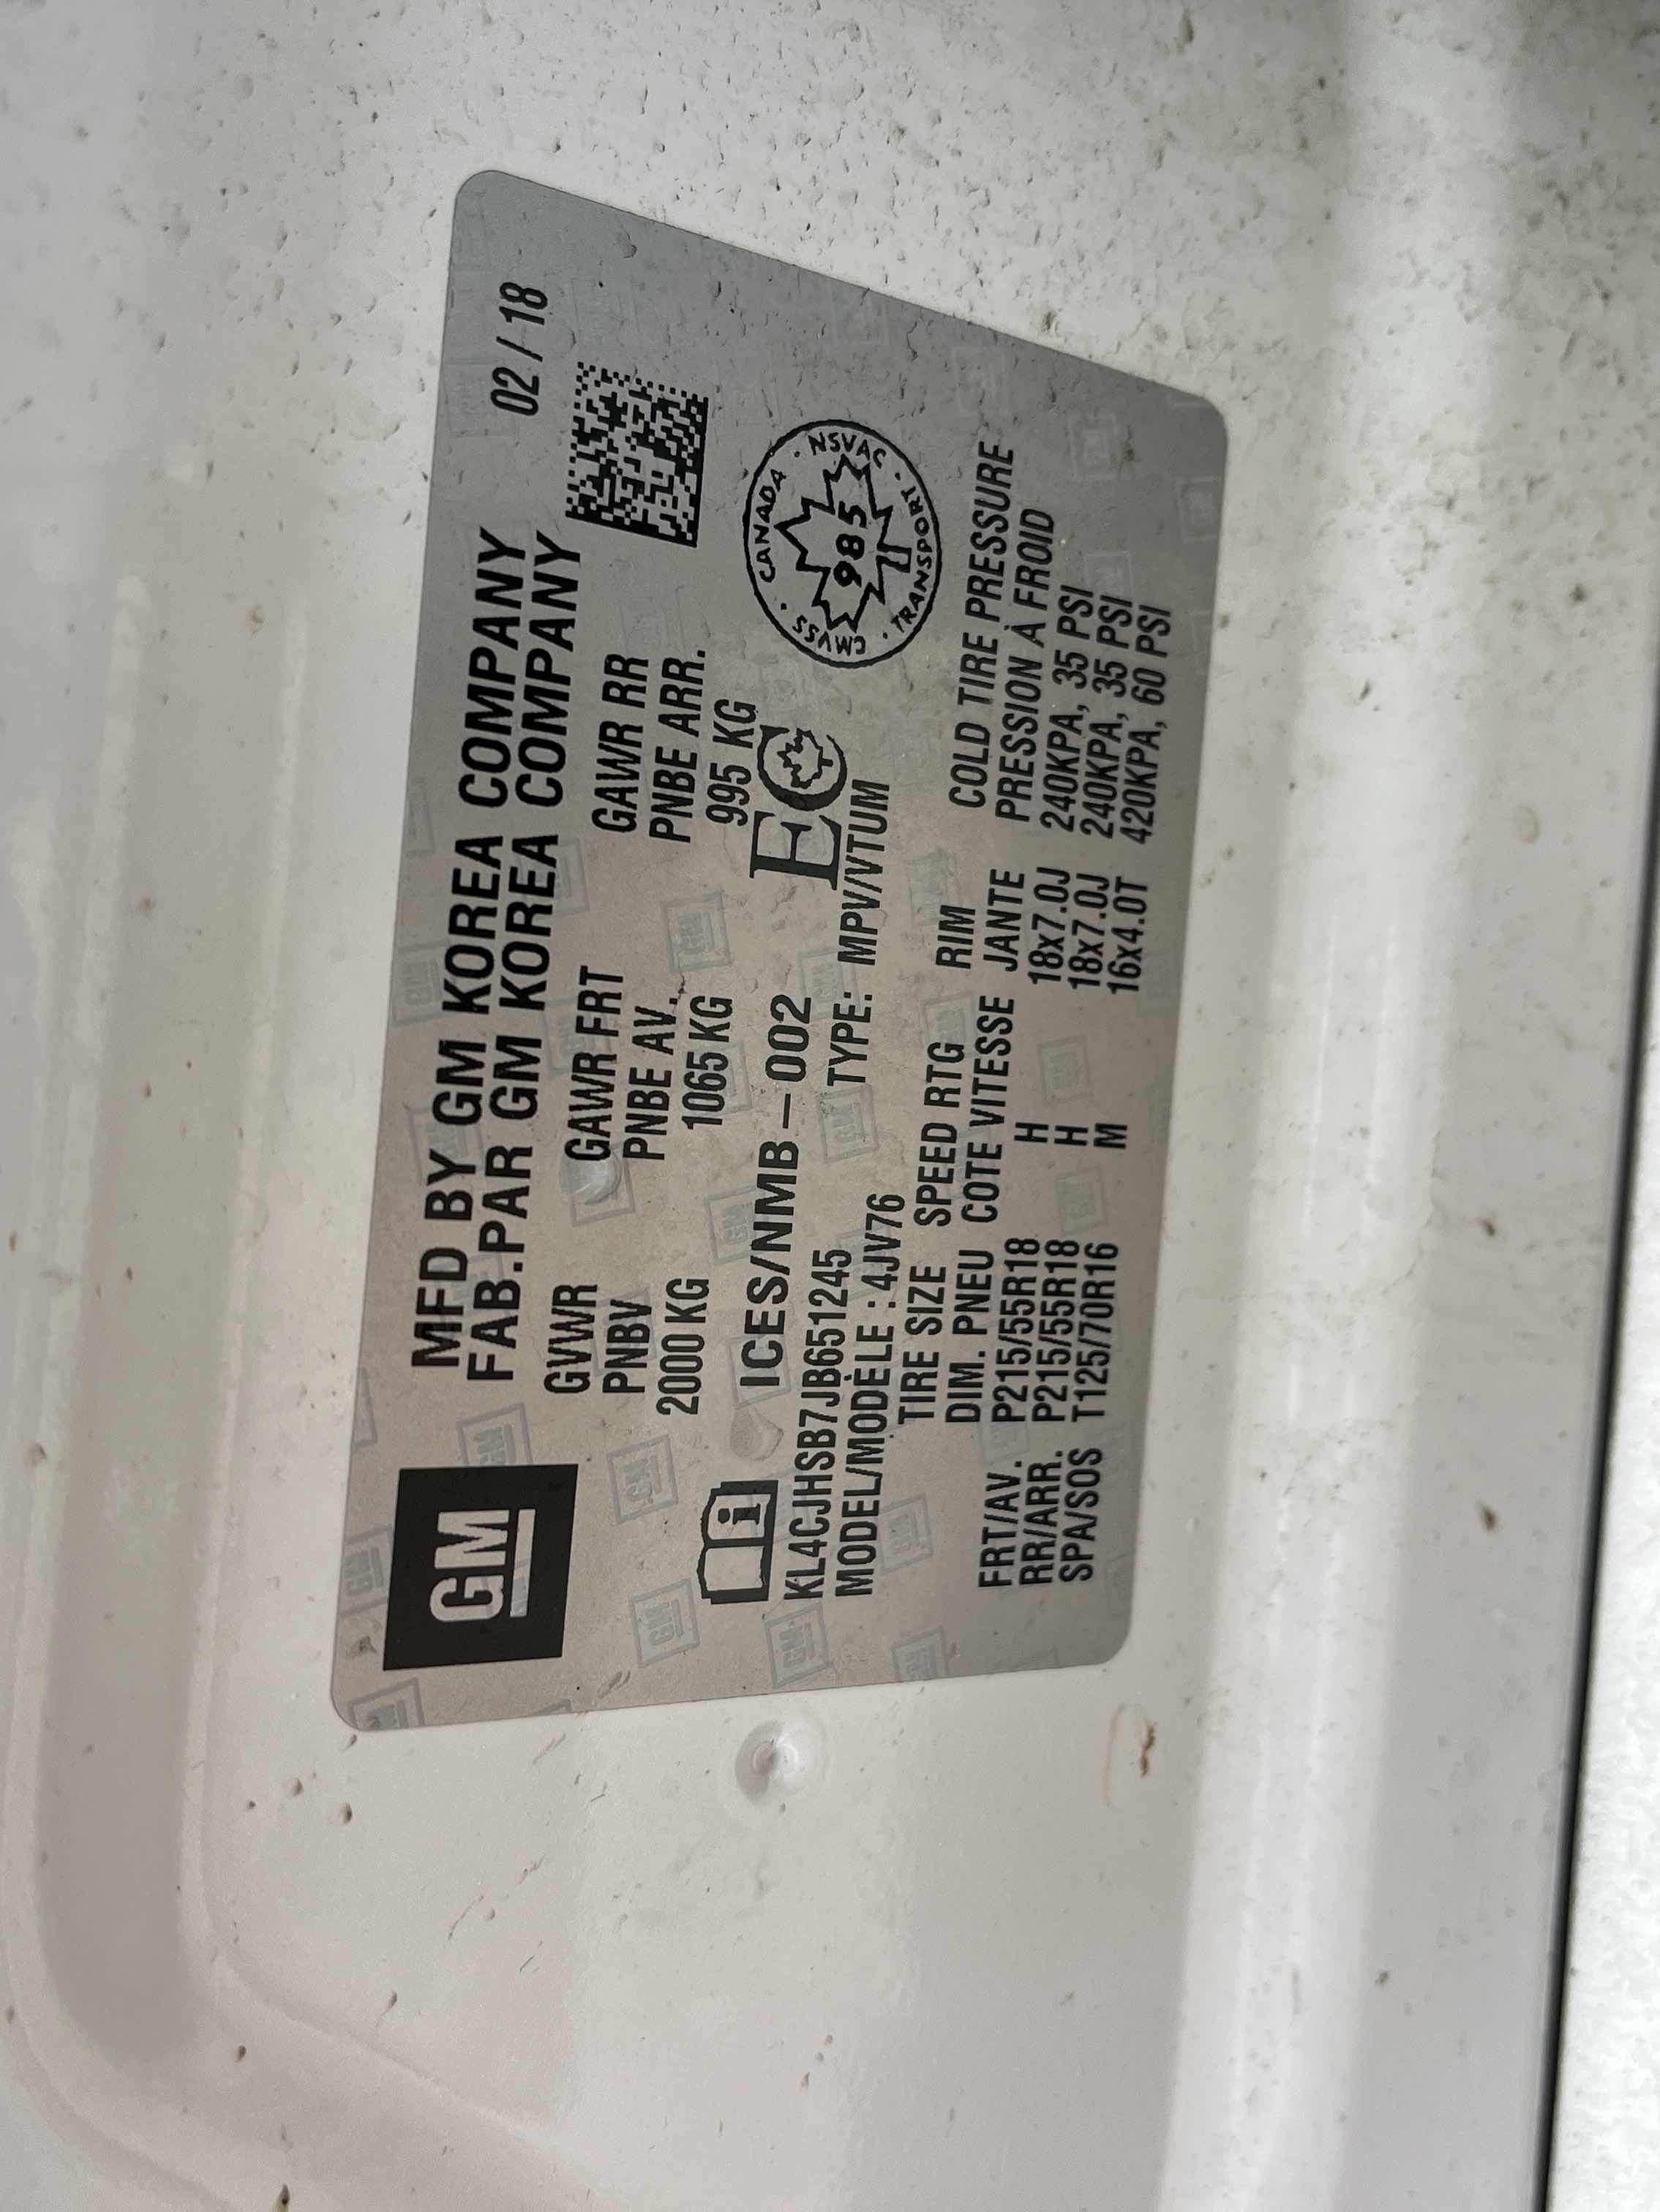 GM
MFD BY GM KOREA COMPANY 02 / 18
FAB.PAR GM KOREA COMPANY
GVWR GAWR FRT GAWR RR
PNBV PNBE AV. PNBE ARR.
2000 KG 1065 KG 995 KG
i ICES/NMB-002 EC
CANADA · NSVAC · TRANSPORT · CMVSS ·
985
KL4CJHSB7JB651245
MODEL/MODÈLE : 4JV76 TYPE: MPV/VTUM
TIRE SIZE SPEED RTG RIM COLD TIRE PRESSURE
DIM. PNEU COTE VITESSE JANTE PRESSION À FROID
FRT/AV. P215/55R18 H 18x7.0J 240KPA, 35 PSI
RR/ARR. P215/55R18 H 18x7.0J 240KPA, 35 PSI
SPA/SOS T125/70R16 M 16x4.0T 420KPA, 60 PSI